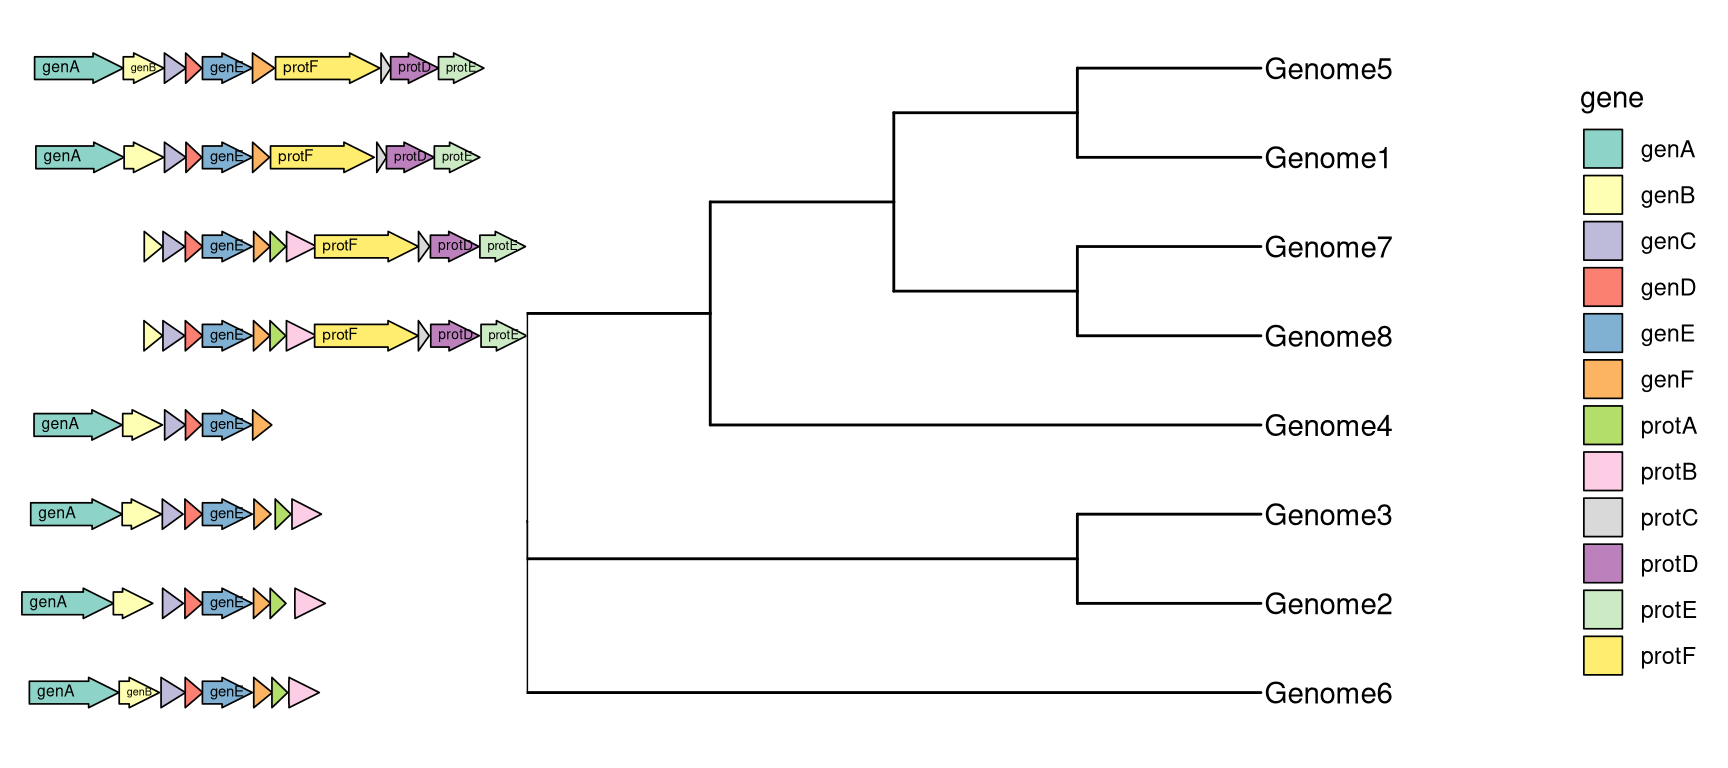 genA genB genE protF protD protE Genome5
genA genE protF protD protE Genome1
genE protF protD protE Genome7
genE protF protD protE Genome8
genA genE Genome4
genA genE Genome3
genA genE Genome2
genA genB genE Genome6
gene
genA
genB
genC
genD
genE
genF
protA
protB
protC
protD
protE
protF